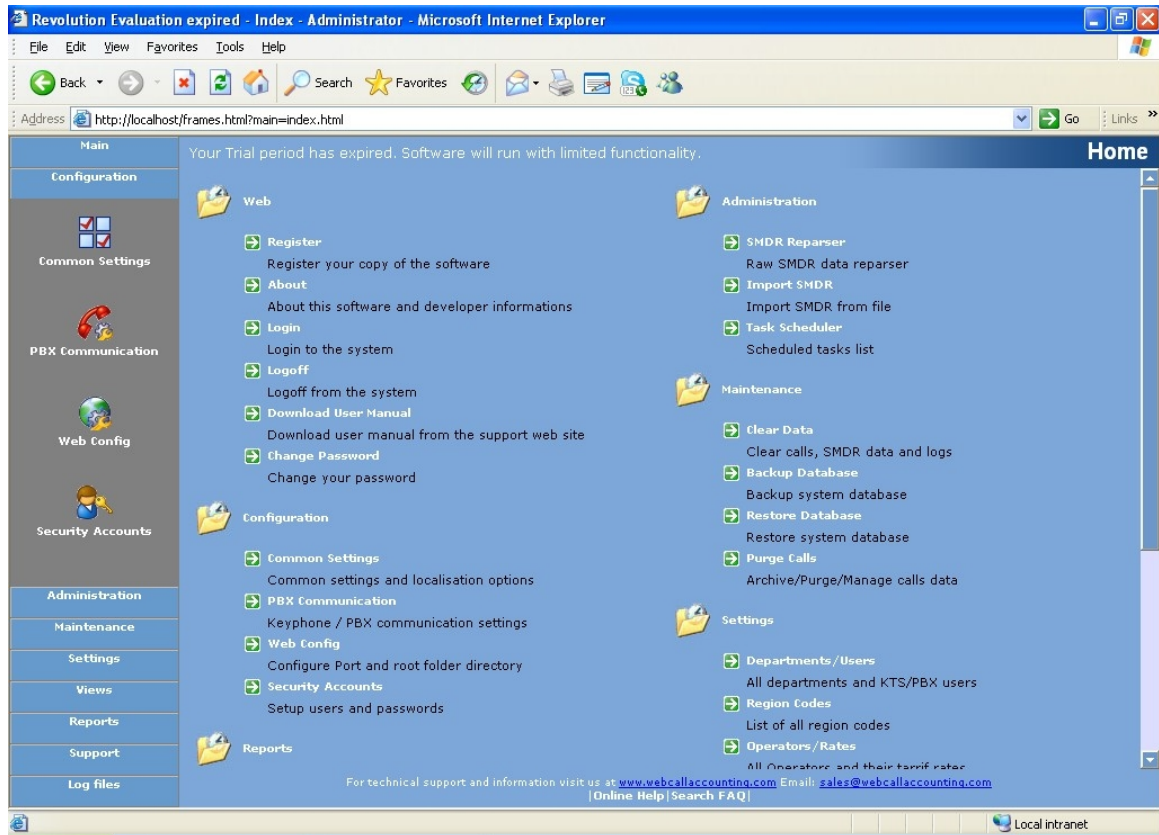 Revolution Evaluation expired - Index - Administrator - Microsoft Internet Explorer
File Edit View Favorites Tools Help
Back Search Favorites
Address http://localhost/frames.html?main=index.html Go Links »
Main
Configuration
Common Settings
PBX Communication
Web Config
Security Accounts
Administration
Maintenance
Settings
Views
Reports
Support
Log files
Your Trial period has expired. Software will run with limited functionality. Home
Web
Register
Register your copy of the software
About
About this software and developer informations
Login
Login to the system
Logoff
Logoff from the system
Download User Manual
Download user manual from the support web site
Change Password
Change your password
Configuration
Common Settings
Common settings and localisation options
PBX Communication
Keyphone / PBX communication settings
Web Config
Configure Port and root folder directory
Security Accounts
Setup users and passwords
Reports
Administration
SMDR Reparser
Raw SMDR data reparser
Import SMDR
Import SMDR from file
Task Scheduler
Scheduled tasks list
Maintenance
Clear Data
Clear calls, SMDR data and logs
Backup Database
Backup system database
Restore Database
Restore system database
Purge Calls
Archive/Purge/Manage calls data
Settings
Departments/Users
All departments and KTS/PBX users
Region Codes
List of all region codes
Operators/Rates
All Operators and their tarrif rates
For technical support and information visit us at www.webcallaccounting.com Email: sales@webcallaccounting.com
|Online Help|Search FAQ|
Local intranet